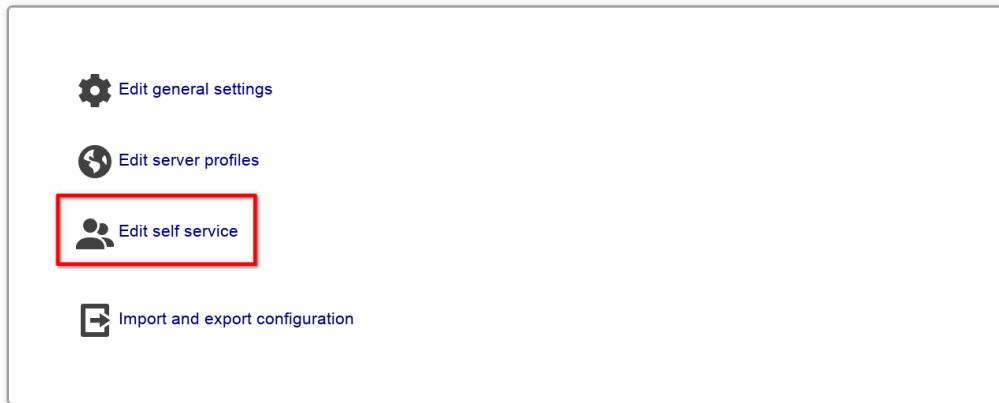 Edit general settings
Edit server profiles
Edit self service
Import and export configuration